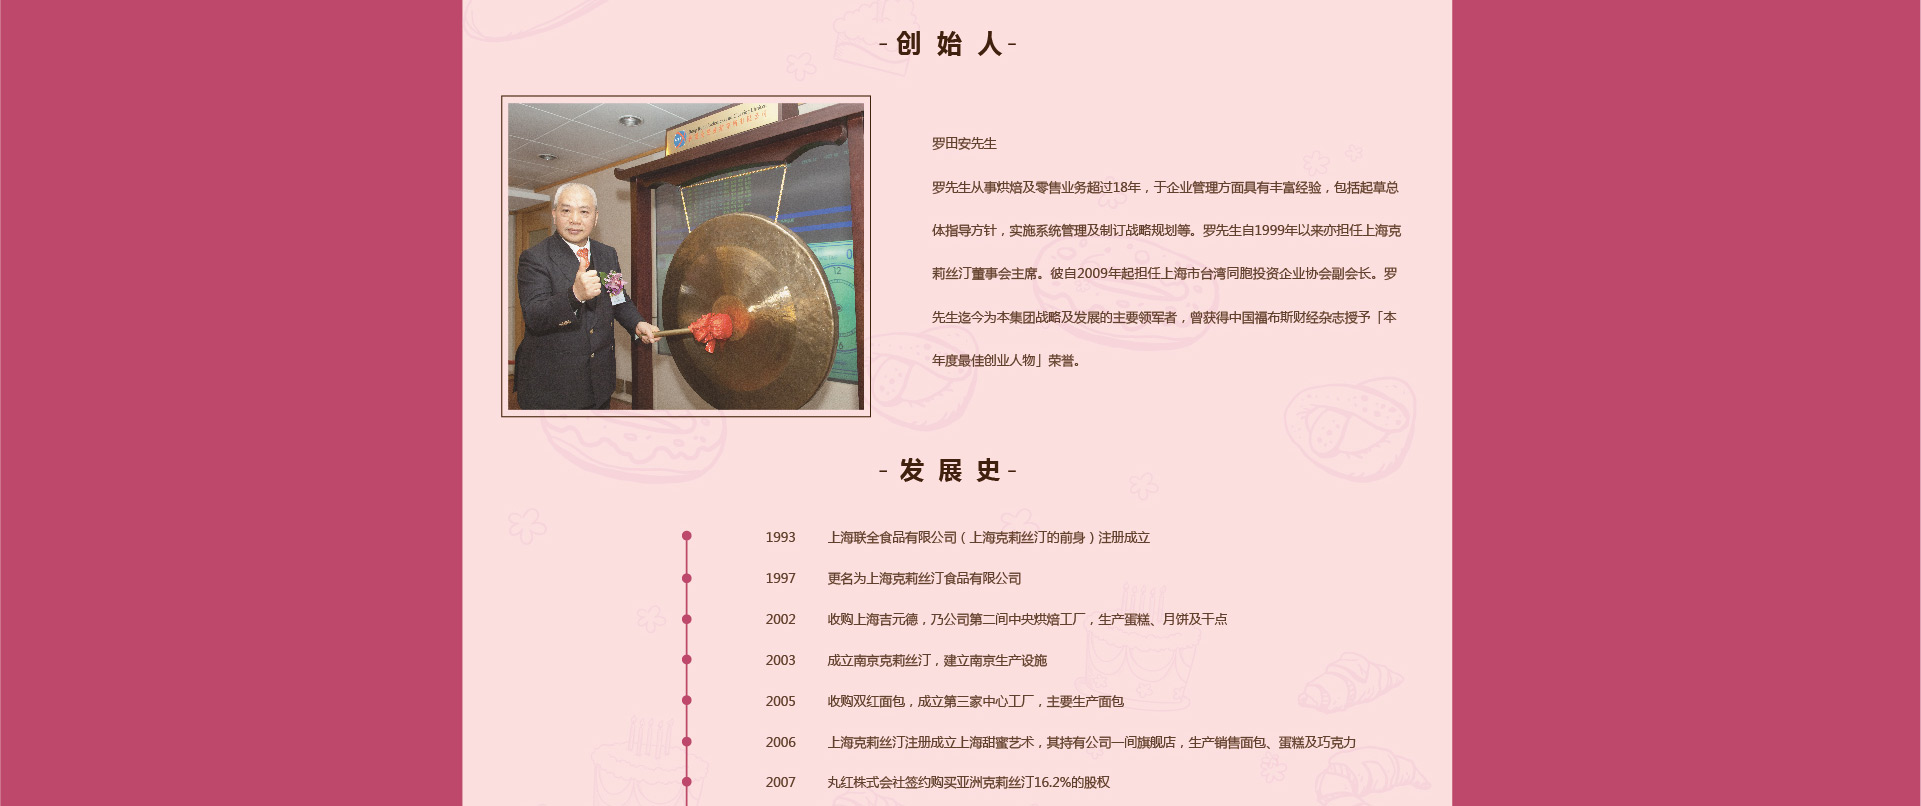 -创始人-
罗田安先生
罗先生从事烘焙及零售业务超过18年，于企业管理方面具有丰富经验，包括起草总
体指导方针，实施系统管理及制订战略规划等。罗先生自1999年以来亦担任上海克
莉丝汀董事会主席。彼自2009年起担任上海市台湾同胞投资企业协会副会长。罗
先生迄今为本集团战略及发展的主要领军者，曾获得中国福布斯财经杂志授予「本
年度最佳创业人物」荣誉。
-发展史-
1993 上海联全食品有限公司（上海克莉丝汀的前身）注册成立
1997 更名为上海克莉丝汀食品有限公司
2002 收购上海吉元德，乃公司第二间中央烘焙工厂，生产蛋糕、月饼及干点
2003 成立南京克莉丝汀，建立南京生产设施
2005 收购双红面包，成立第三家中心工厂，主要生产面包
2006 上海克莉丝汀注册成立上海甜蜜艺术，其持有公司一间旗舰店，生产销售面包、蛋糕及巧克力
2007 丸红株式会社签约购买亚洲克莉丝汀16.2%的股权